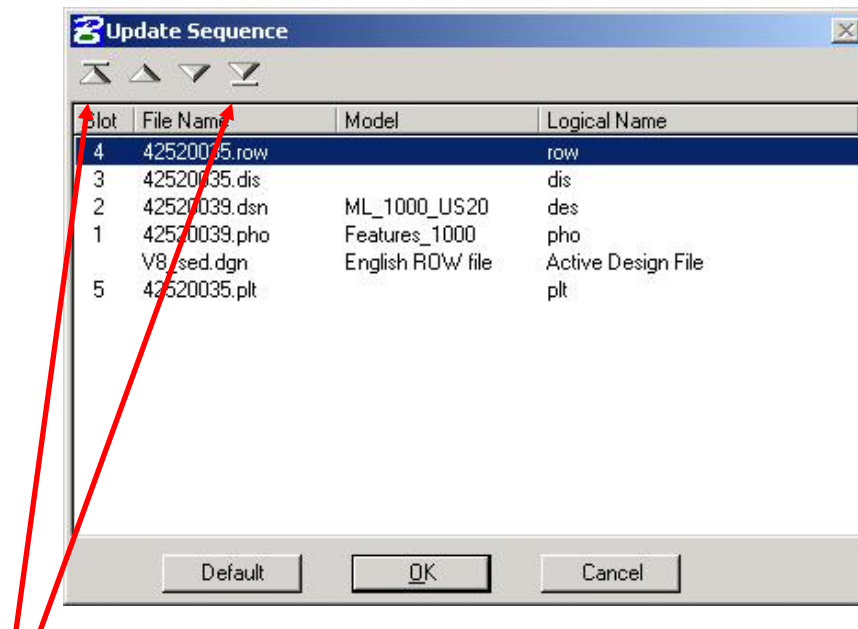 Update Sequence
Slot File Name Model Logical Name
4 42520035.row row
3 42520035.dis dis
2 42520039.dsn ML_1000_US20 des
1 42520039.pho Features_1000 pho
V8_sed.dgn English ROW file Active Design File
5 42520035.plt plt
Default OK Cancel